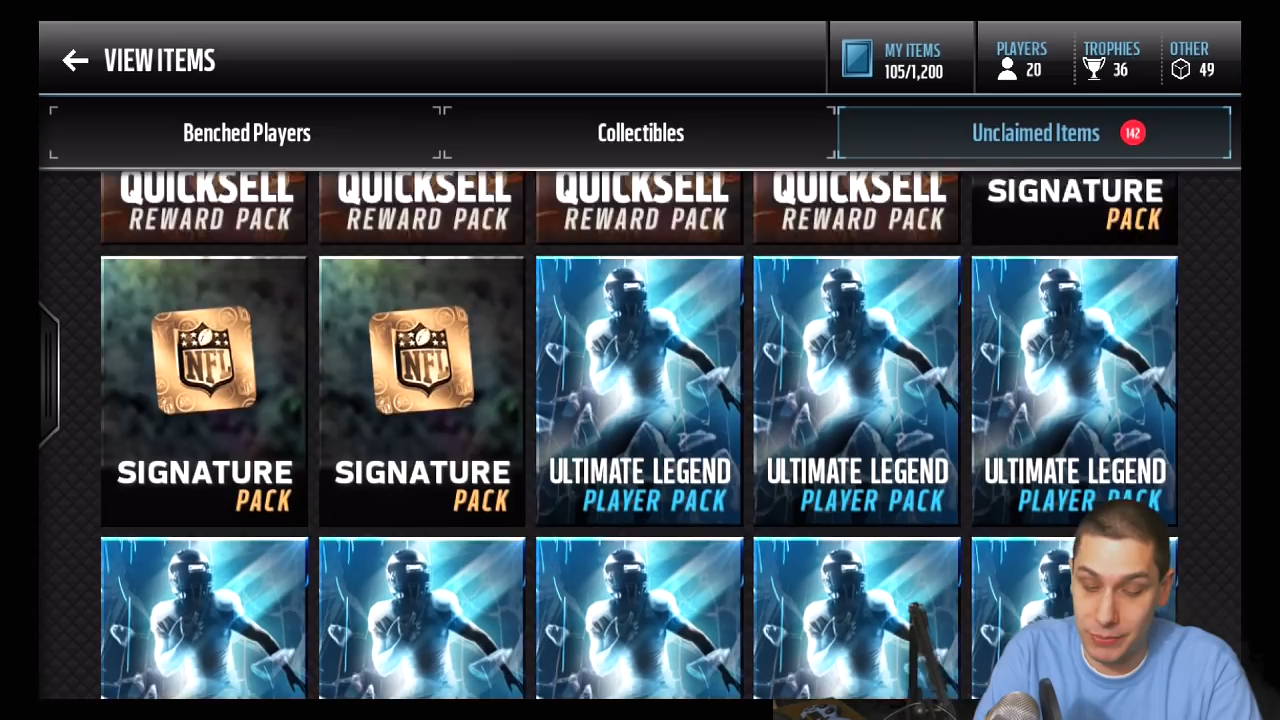 VIEW ITEMS
MY ITEMS
105/1,200
PLAYERS
20
TROPHIES
36
OTHER
49
Benched Players
Collectibles
Unclaimed Items
142
QUICKSELL
REWARD PACK
QUICKSELL
REWARD PACK
QUICKSELL
REWARD PACK
QUICKSELL
REWARD PACK
SIGNATURE
PACK
NFL
SIGNATURE
PACK
NFL
SIGNATURE
PACK
ULTIMATE LEGEND
PLAYER PACK
ULTIMATE LEGEND
PLAYER PACK
ULTIMATE LEGEND
PLAYER PACK